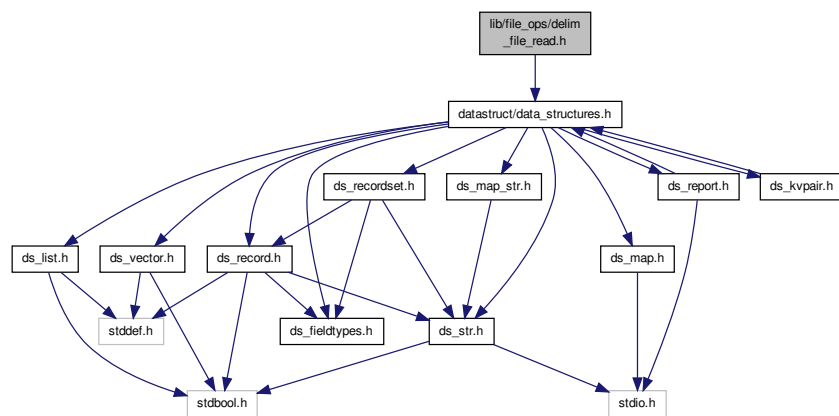 lib/file_ops/delim
_file_read.h
datastruct/data_structures.h
ds_recordset.h
ds_map_str.h
ds_report.h
ds_kvpair.h
ds_list.h
ds_vector.h
ds_record.h
ds_map.h
stddef.h
ds_fieldtypes.h
ds_str.h
stdbool.h
stdio.h